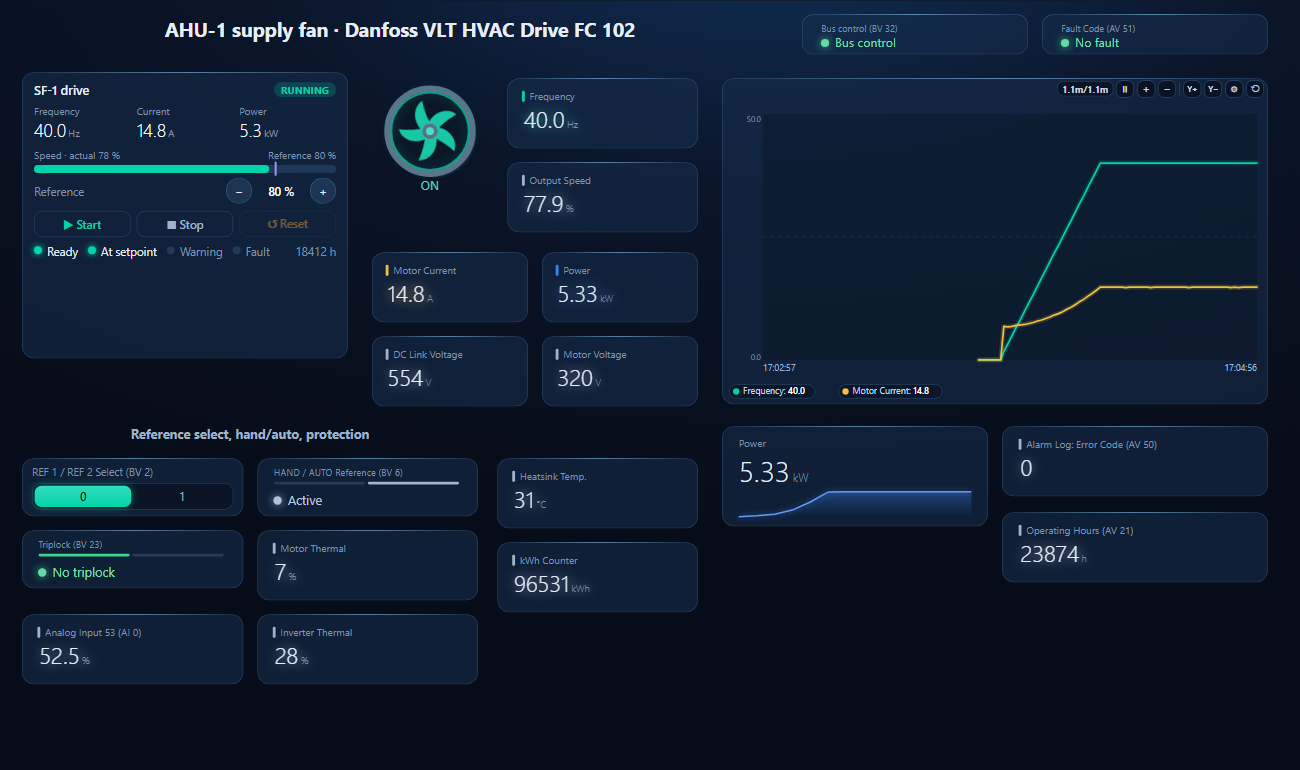 AHU-1 supply fan · Danfoss VLT HVAC Drive FC 102
Bus control (BV 32)
Bus control
Fault Code (AV 51)
No fault
SF-1 drive
RUNNING
Frequency
Current
Power
40.0 Hz
14.8 A
5.3 kW
Speed · actual 78 %
Reference 80 %
Reference
−
80 %
+
▶ Start
■ Stop
↺ Reset
Ready
At setpoint
Warning
Fault
18412 h
ON
Frequency
40.0 Hz
Output Speed
77.9 %
Motor Current
14.8 A
Power
5.33 kW
DC Link Voltage
554 V
Motor Voltage
320 V
1.1m/1.1m
+
−
Y+
Y−
50.0
0.0
17:02:57
17:04:56
Frequency: 40.0
Motor Current: 14.8
Reference select, hand/auto, protection
REF 1 / REF 2 Select (BV 2)
0
1
HAND / AUTO Reference (BV 6)
Active
Heatsink Temp.
31 °C
Triplock (BV 23)
No triplock
Motor Thermal
7 %
kWh Counter
96531 kWh
Analog Input 53 (AI 0)
52.5 %
Inverter Thermal
28 %
Power
5.33 kW
Alarm Log: Error Code (AV 50)
0
Operating Hours (AV 21)
23874 h